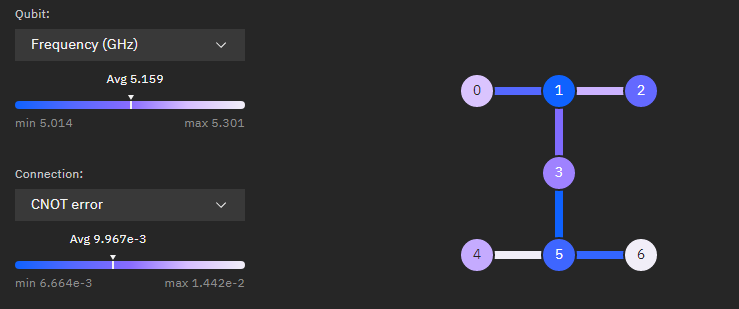 Qubit:
Frequency (GHz)
Avg 5.159
min 5.014 max 5.301
Connection:
CNOT error
Avg 9.967e-3
min 6.664e-3 max 1.442e-2
0 1 2
3
4 5 6